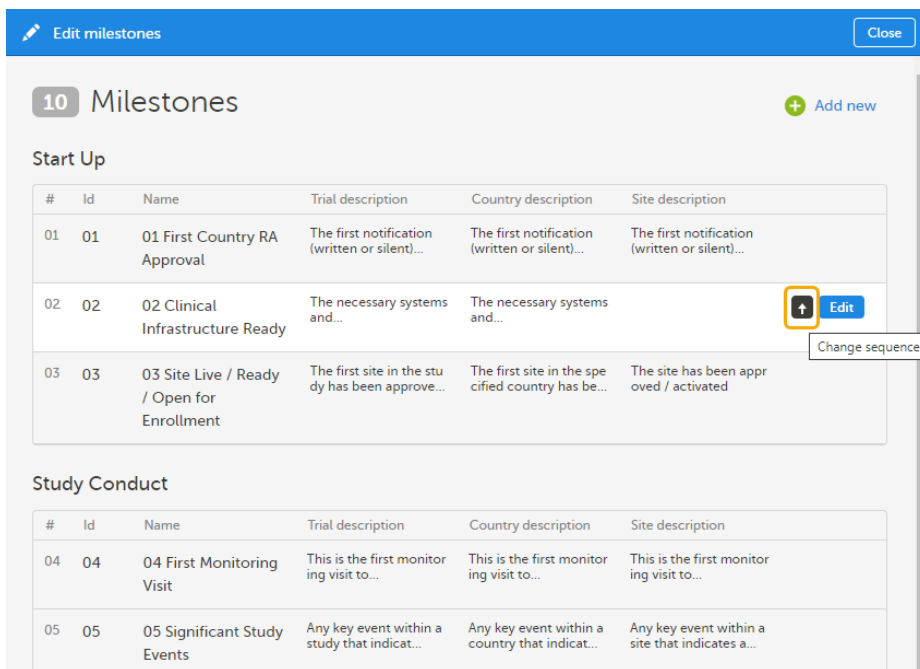 Edit milestones
Close
10 Milestones
Add new
Start Up
# Id Name Trial description Country description Site description
01 01 01 First Country RA Approval The first notification (written or silent)... The first notification (written or silent)... The first notification (written or silent)...
02 02 02 Clinical Infrastructure Ready The necessary systems and... The necessary systems and... Edit
Change sequence
03 03 03 Site Live / Ready / Open for Enrollment The first site in the stu dy has been approve... The first site in the spe cified country has be... The site has been appr oved / activated
Study Conduct
# Id Name Trial description Country description Site description
04 04 04 First Monitoring Visit This is the first monitor ing visit to... This is the first monitor ing visit to... This is the first monitor ing visit to...
05 05 05 Significant Study Events Any key event within a study that indicat... Any key event within a country that indicat... Any key event within a site that indicates a...